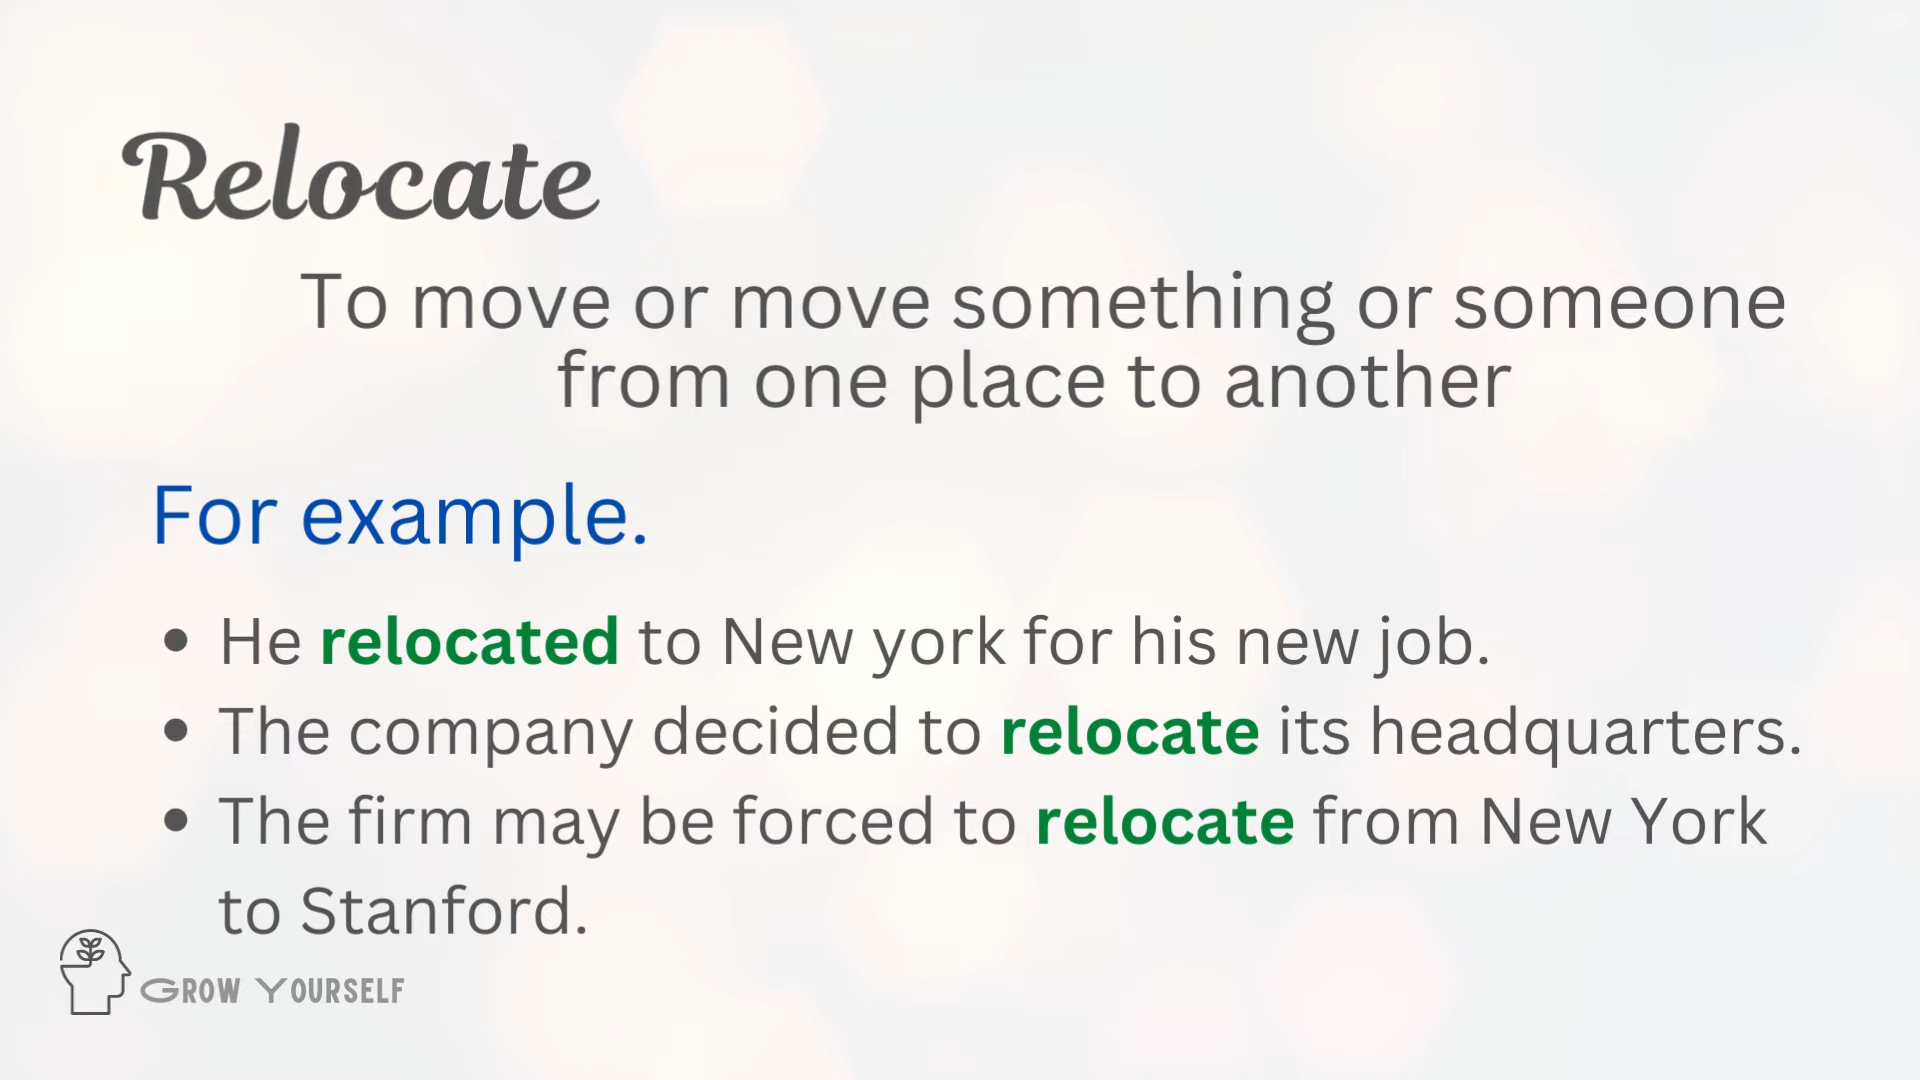 Relocate
To move or move something or someone
from one place to another
For example.
• He relocated to New york for his new job.
• The company decided to relocate its headquarters.
• The firm may be forced to relocate from New York
to Stanford.
GROW YOURSELF